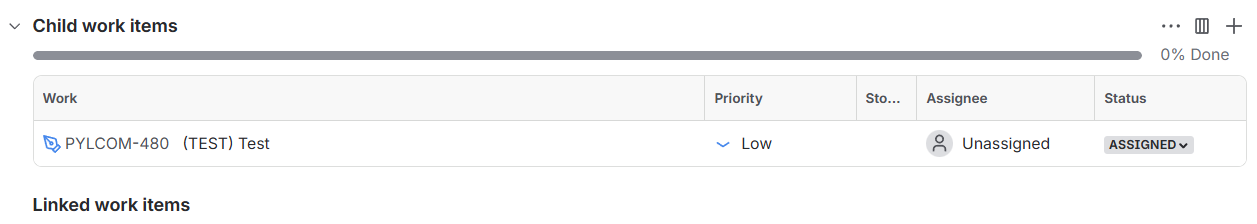 Child work items
0% Done
Work Priority Sto... Assignee Status
PYLCOM-480 (TEST) Test Low Unassigned ASSIGNED
Linked work items